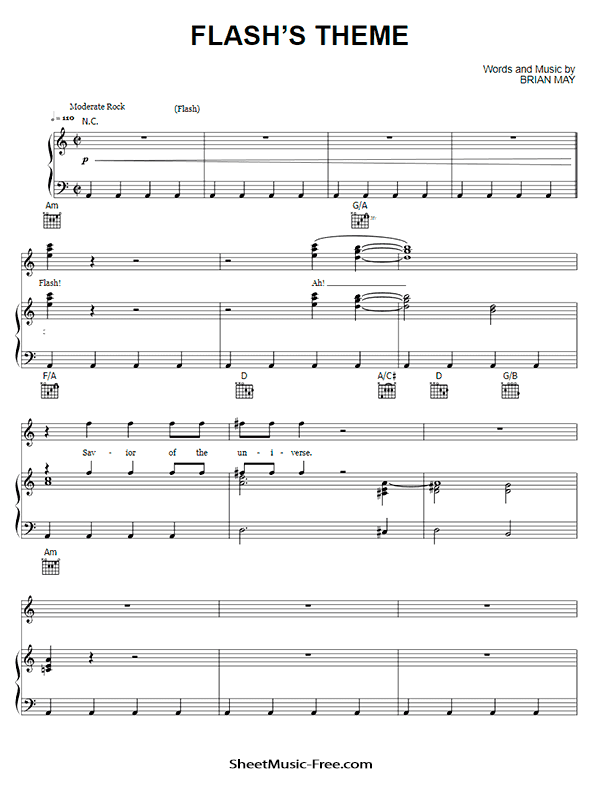 FLASH'S THEME
Words and Music by
BRIAN MAY
Moderate Rock
(Flash)
♩ = 110
N.C.
p
Am G/A
Flash! Ah!
:
F/A D A/C# D G/B
Sav - ior of the un - i - verse.
Am
SheetMusic-Free.com